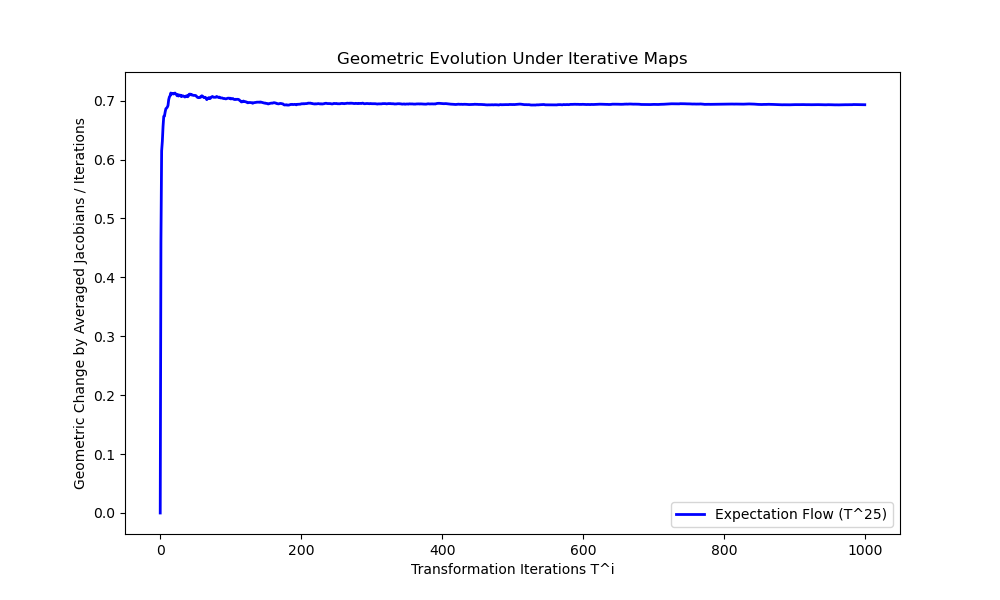 Geometric Evolution Under Iterative Maps
Geometric Change by Averaged Jacobians / Iterations
0.7
0.6
0.5
0.4
0.3
0.2
0.1
0.0
Expectation Flow (T^25)
0 200 400 600 800 1000
Transformation Iterations T^i